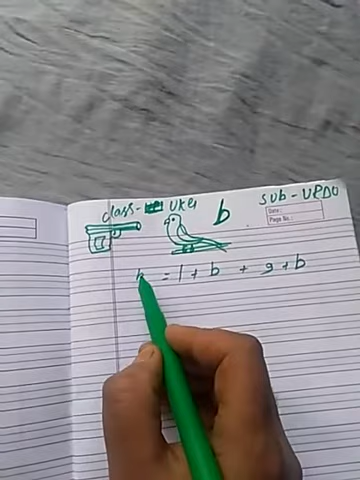 class- UKG
Sub- URDU
Date:
Page No.:
b
= 1 + b + 9 + b